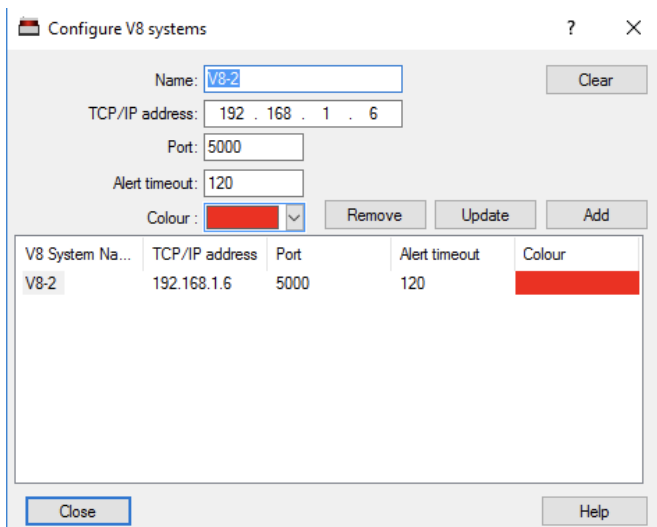 Configure V8 systems ? ×
Name: V8-2 Clear
TCP/IP address: 192 . 168 . 1 . 6
Port: 5000
Alert timeout: 120
Colour : Remove Update Add
V8 System Na... TCP/IP address Port Alert timeout Colour
V8-2 192.168.1.6 5000 120
Close Help